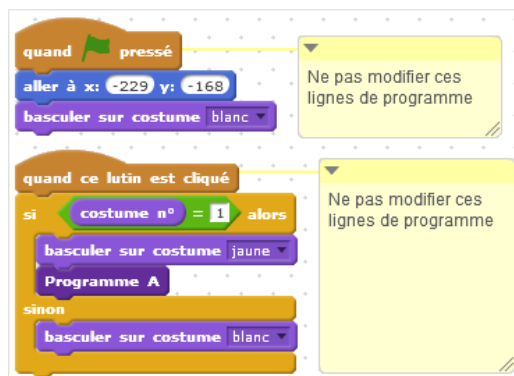 quand pressé
aller à x: -229 y: -168
basculer sur costume blanc
Ne pas modifier ces
lignes de programme
quand ce lutin est cliqué
si costume n° = 1 alors
basculer sur costume jaune
Programme A
sinon
basculer sur costume blanc
Ne pas modifier ces
lignes de programme